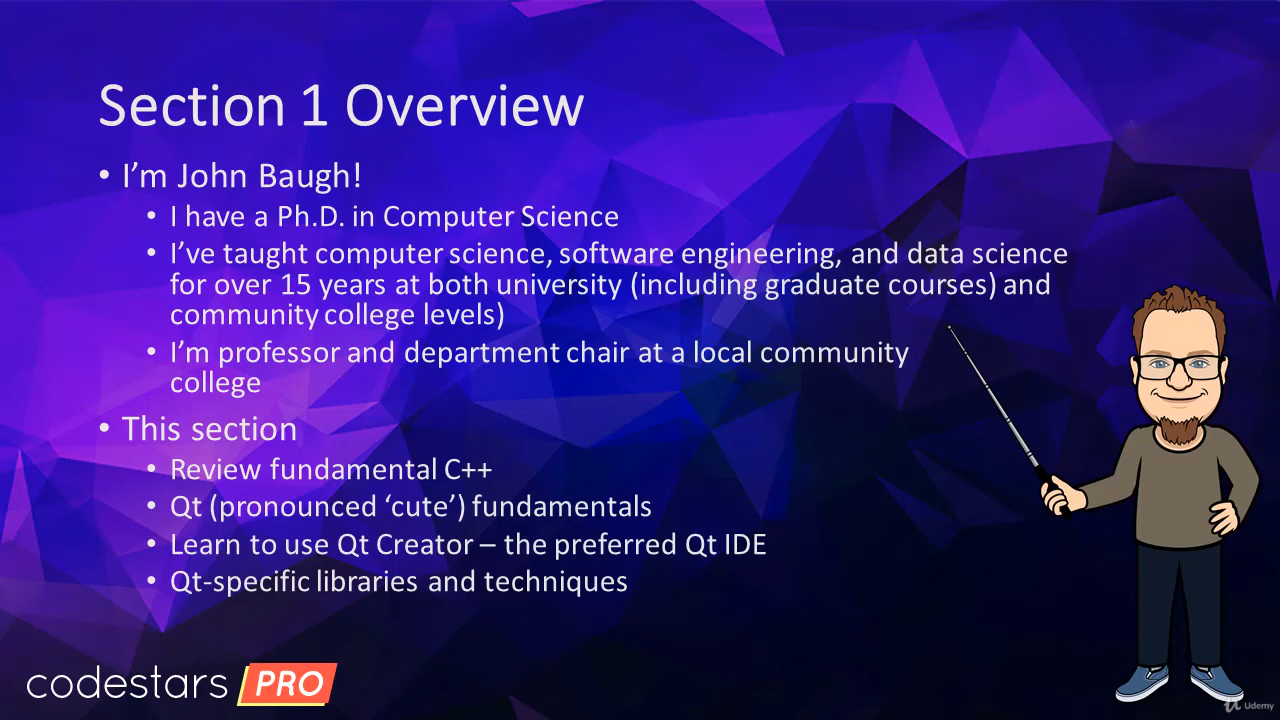 Section 1 Overview
• I’m John Baugh!
• I have a Ph.D. in Computer Science
• I’ve taught computer science, software engineering, and data science
for over 15 years at both university (including graduate courses) and
community college levels)
• I’m professor and department chair at a local community
college
• This section
• Review fundamental C++
• Qt (pronounced ‘cute’) fundamentals
• Learn to use Qt Creator – the preferred Qt IDE
• Qt-specific libraries and techniques
codestars PRO
Udemy